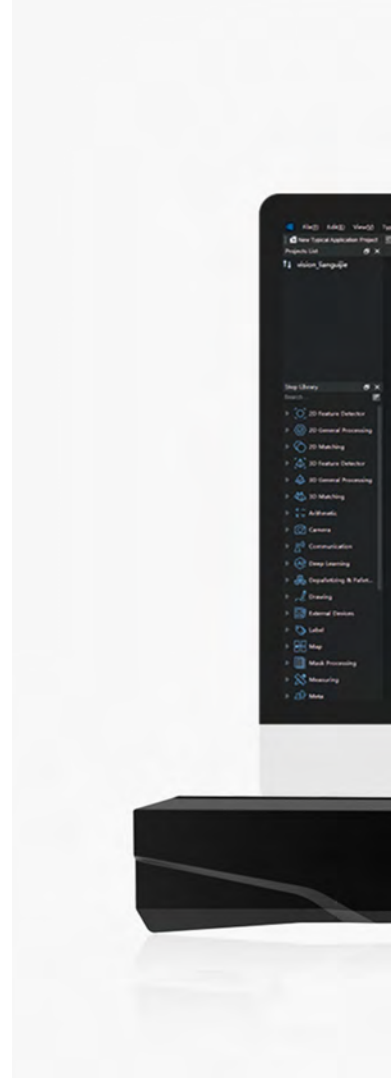 File(F) Edit(E) View(V)
New Typical Application Project
Projects List
vision_lianguijie
Step Library
Search...
2D Feature Detector
2D General Processing
2D Matching
3D Feature Detector
3D General Processing
3D Matching
Arithmetic
Camera
Communication
Deep Learning
Depalletizing & Pallet...
Drawing
External Devices
Label
Map
Mask Processing
Measuring
Meta